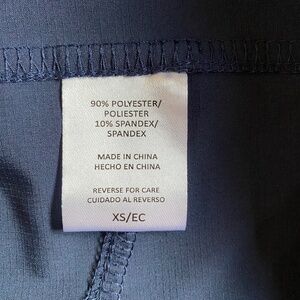 90% POLYESTER/
POLIESTER
10% SPANDEX/
SPANDEX
MADE IN CHINA
HECHO EN CHINA
REVERSE FOR CARE
CUIDADO AL REVERSO
XS/EC